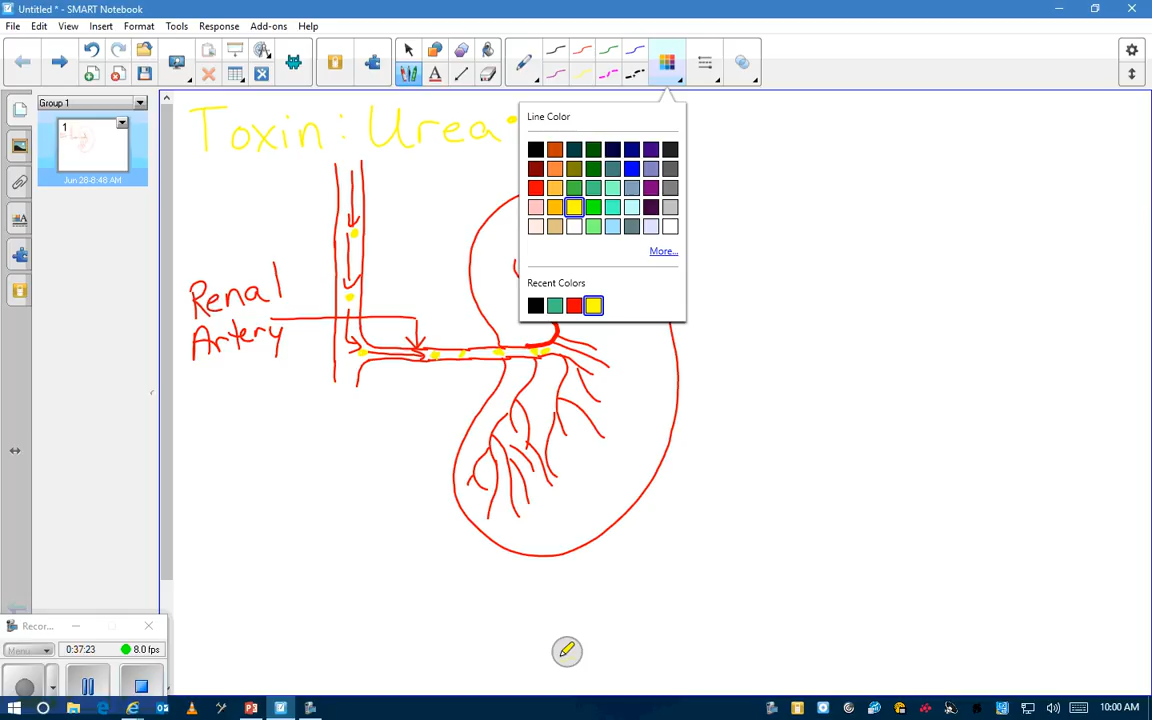 Untitled * - SMART Notebook
File Edit View Insert Format Tools Response Add-ons Help
Group 1
1
Jun 28-8:48 AM
Toxin: Urea
Line Color
More...
Recent Colors
Renal
Artery
Recor...
Menu
0:37:23
8.0 fps
10:00 AM